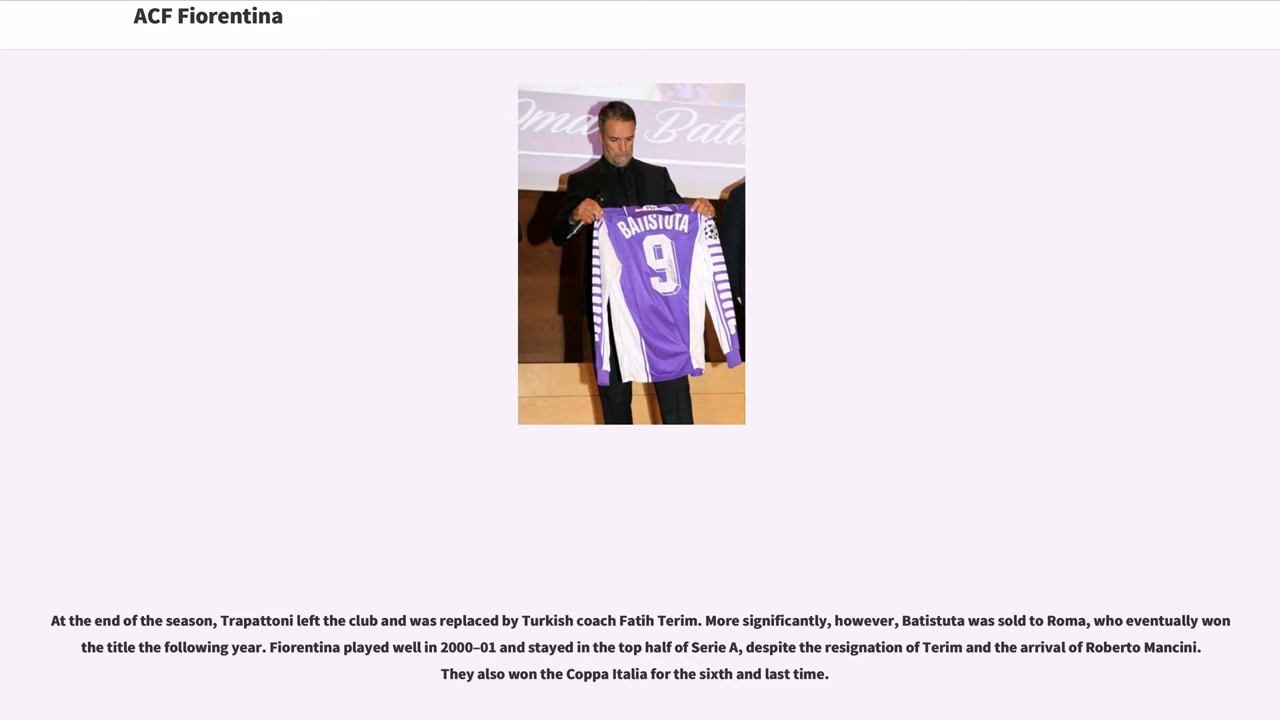 ACF Fiorentina
BATISTUTA
9
At the end of the season, Trapattoni left the club and was replaced by Turkish coach Fatih Terim. More significantly, however, Batistuta was sold to Roma, who eventually won
the title the following year. Fiorentina played well in 2000–01 and stayed in the top half of Serie A, despite the resignation of Terim and the arrival of Roberto Mancini.
They also won the Coppa Italia for the sixth and last time.